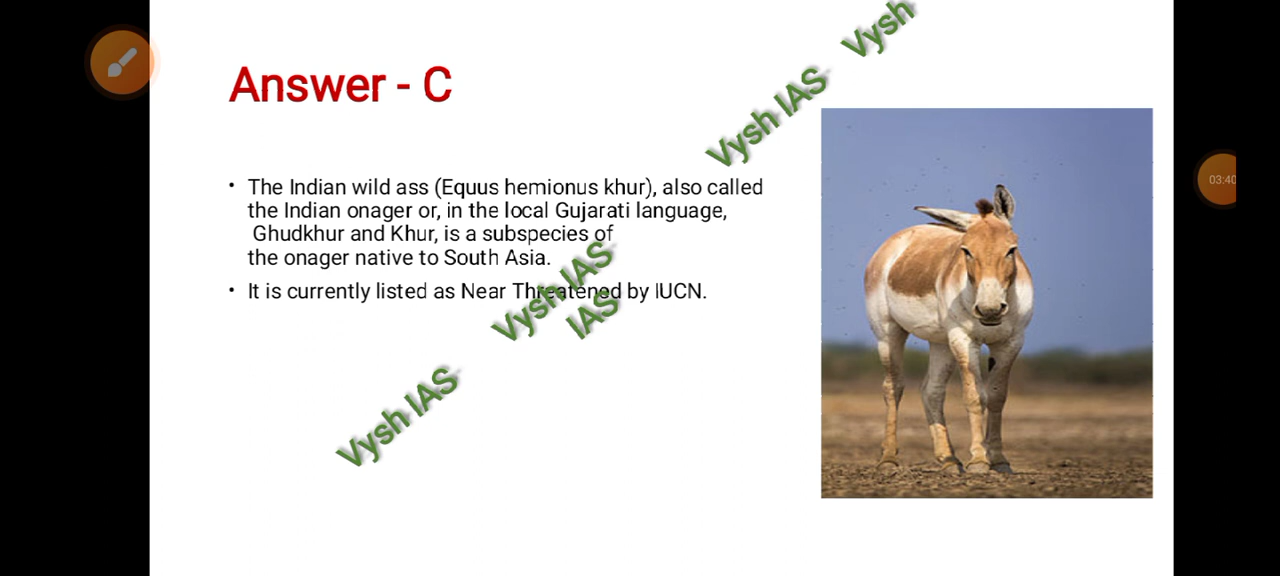 Vysh
Vysh IAS
Answer - C
• The Indian wild ass (Equus hemionus khur), also called
the Indian onager or, in the local Gujarati language,
Ghudkhur and Khur, is a subspecies of
the onager native to South Asia.
• It is currently listed as Near Threatened by IUCN.
Vysh IAS
IAS
Vysh IAS
03:40